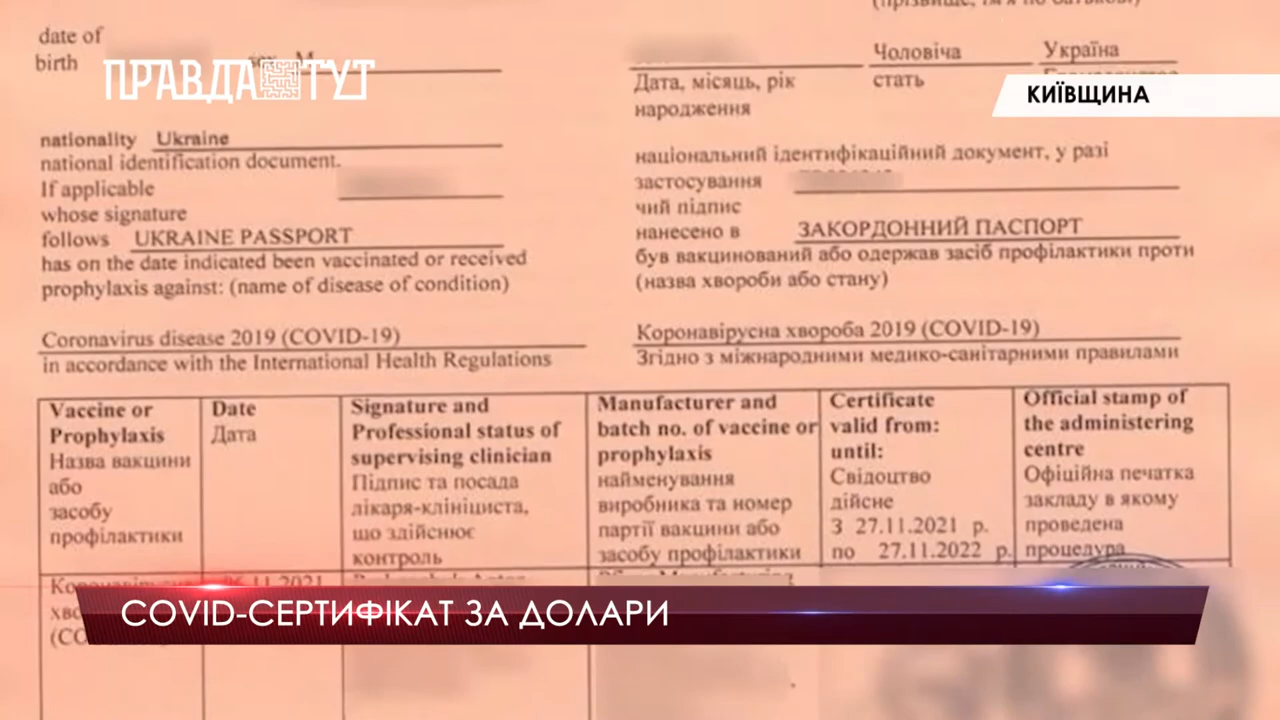 (прізвище, ім'я по батькові)
date of
birth
sex M
ПРАВДА ТУТ
Чоловіча
Україна
Дата, місяць, рік
стать
народження
КИЇВЩИНА
nationality Ukraine
national identification document.
If applicable
whose signature
follows UKRAINE PASSPORT
has on the date indicated been vaccinated or received
prophylaxis against: (name of disease of condition)
національний ідентифікаційний документ, у разі
застосування
чий підпис
нанесено в ЗАКОРДОННИЙ ПАСПОРТ
був вакцинований або одержав засіб профілактики проти
(назва хвороби або стану)
Coronavirus disease 2019 (COVID-19)
in accordance with the International Health Regulations
Коронавірусна хвороба 2019 (COVID-19)
Згідно з міжнародними медико-санітарними правилами
Vaccine or
Prophylaxis
Назва вакцини
або
засобу
профілактики
Date
Дата
Signature and
Professional status of
supervising clinician
Підпис та посада
лікаря-клініциста,
що здійснює
контроль
Manufacturer and
batch no. of vaccine or
prophylaxis
найменування
виробника та номер
партії вакцини або
засобу профілактики
Certificate
valid from:
until:
Свідоцтво
дійсне
З 27.11.2021 р.
по 27.11.2022 р.
Official stamp of
the administering
centre
Офіційна печатка
закладу в якому
проведена
процедура
COVID-СЕРТИФІКАТ ЗА ДОЛАРИ